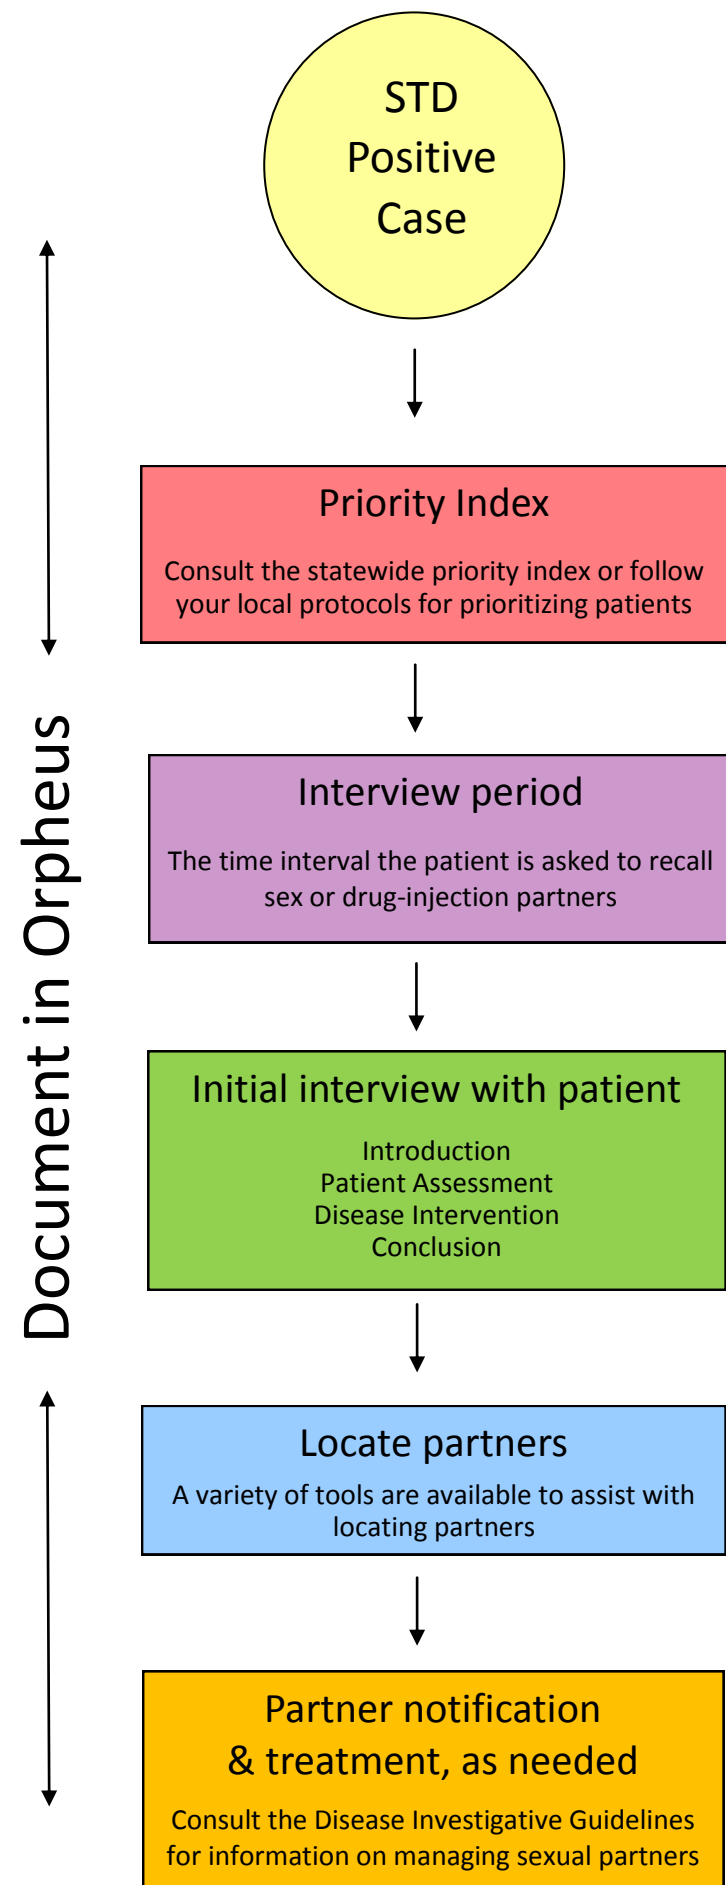 STD
Positive
Case
Priority Index
Consult the statewide priority index or follow
your local protocols for prioritizing patients
Interview period
The time interval the patient is asked to recall
sex or drug-injection partners
Initial interview with patient
Introduction
Patient Assessment
Disease Intervention
Conclusion
Locate partners
A variety of tools are available to assist with
locating partners
Partner notification
& treatment, as needed
Consult the Disease Investigative Guidelines
for information on managing sexual partners
Document in Orpheus